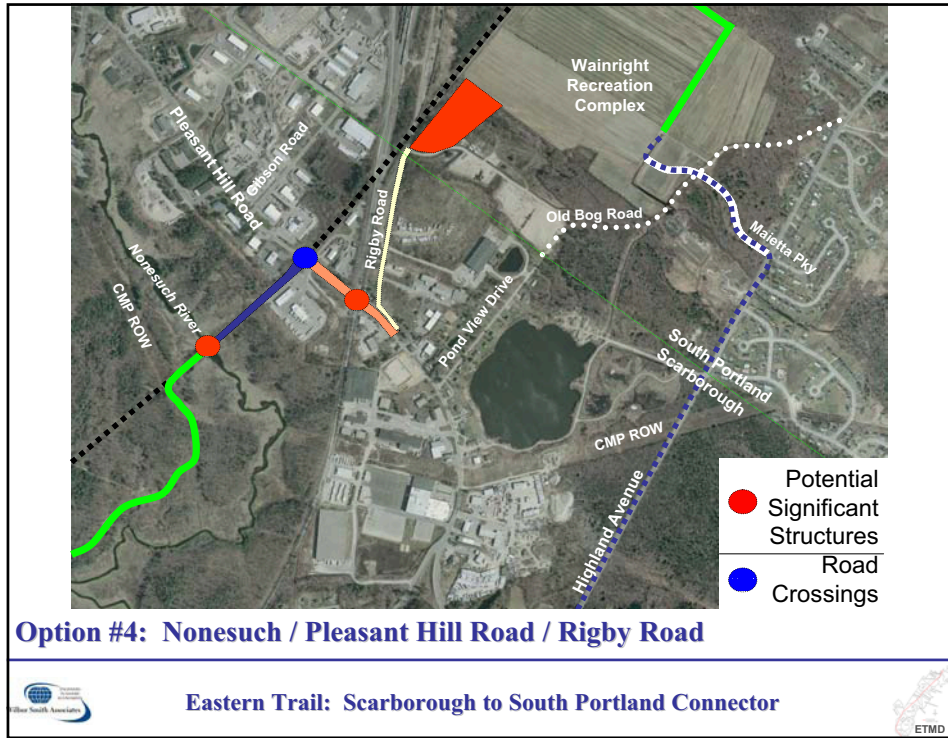 Wainright
Recreation
Complex
Pleasant Hill Road
Gibson Road
Rigby Road
Old Bog Road
Maietta Pky
Nonesuch River
CMP ROW
Pond View Drive
South Portland
Scarborough
CMP ROW
Highland Avenue
Potential
Significant
Structures
Road
Crossings
Option #4: Nonesuch / Pleasant Hill Road / Rigby Road
Wilbur Smith Associates
Eastern Trail: Scarborough to South Portland Connector
ETMD